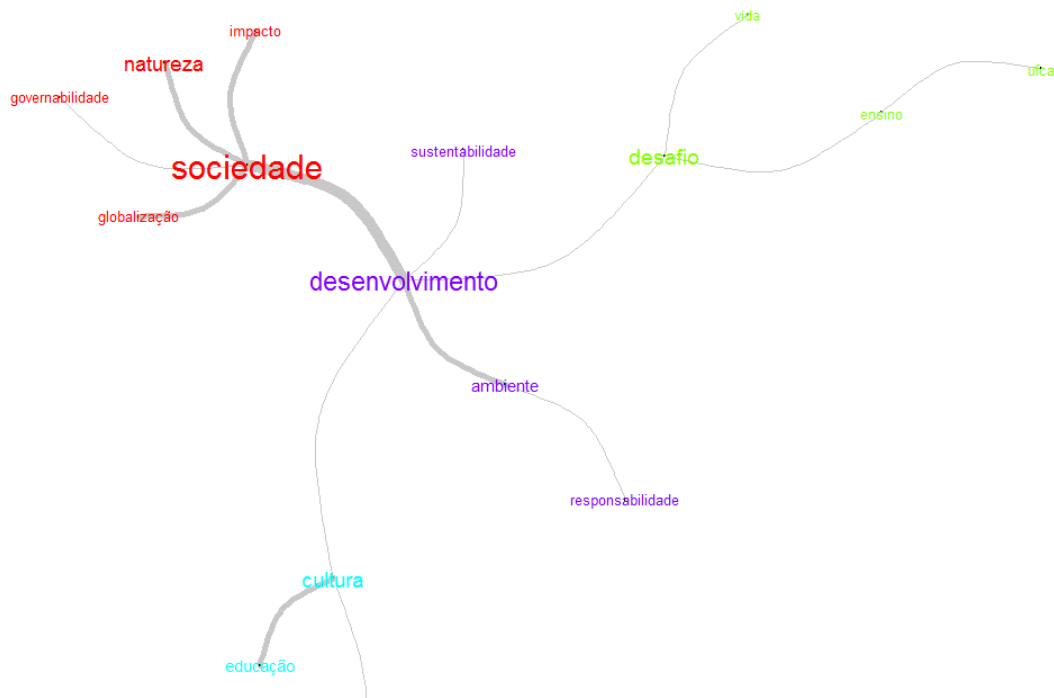 vida
impacto
natureza
ufca
governabilidade
ensino
sustentabilidade
desafio
sociedade
globalização
desenvolvimento
ambiente
responsabilidade
cultura
educação